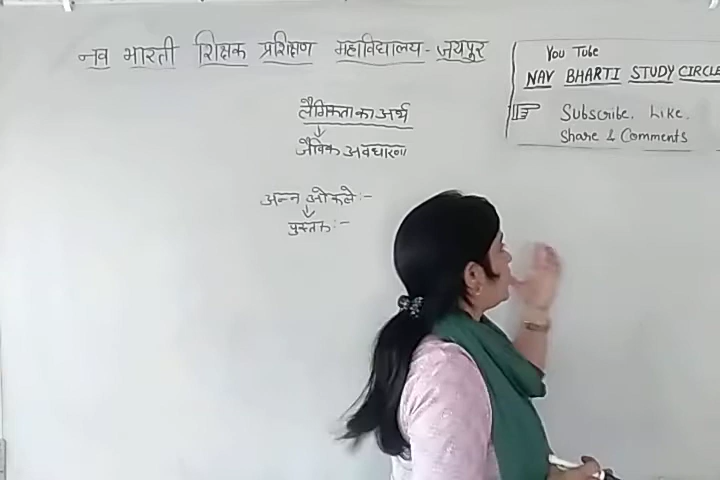 नव भारती शिक्षक प्रशिक्षण महाविद्यालय - जयपुर
You Tube
NAV BHARTI STUDY CIRCLE
Subscribe. Like.
Share & Comments
लैंगिकता का अर्थ
↓
जैविक अवधारणा
अन्न ओकले :-
↓
पुस्तक :-